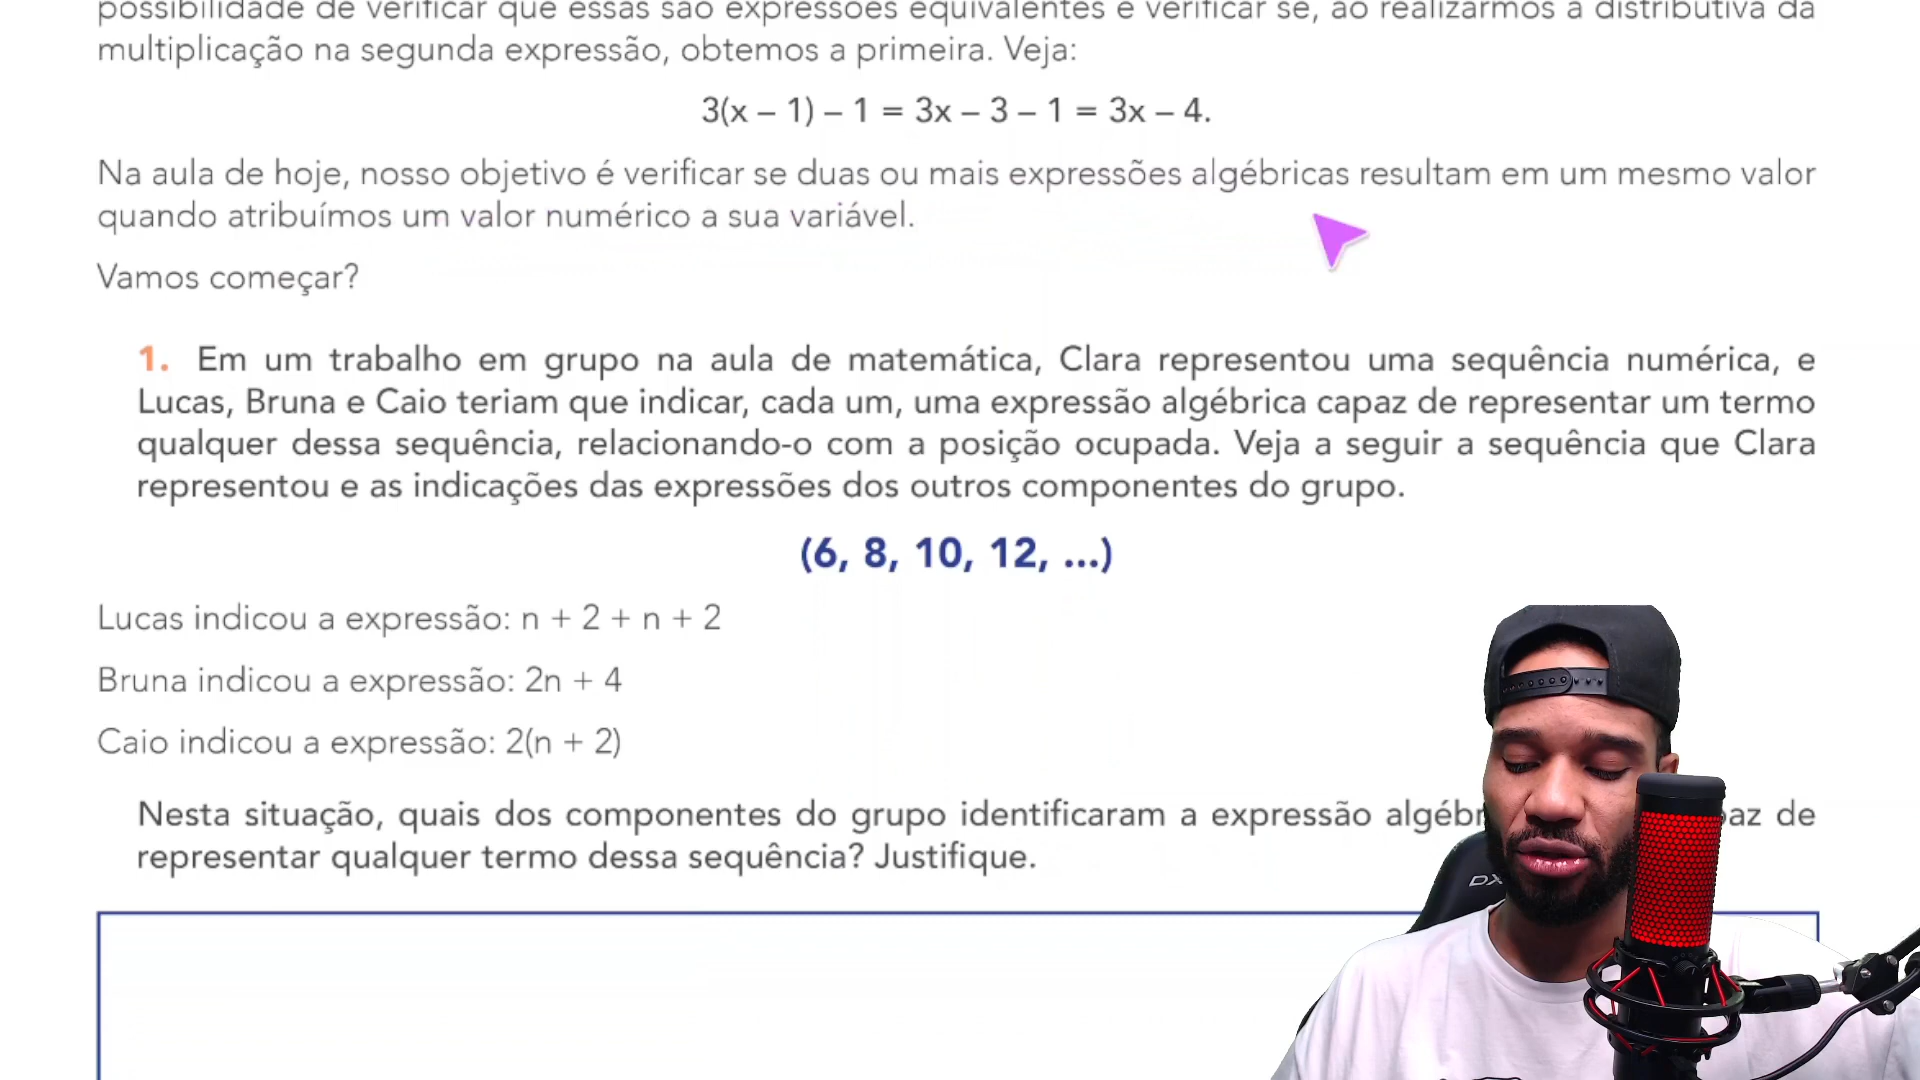 possibilidade de verificar que essas são expressões equivalentes é verificar se, ao realizarmos a distributiva da
multiplicação na segunda expressão, obtemos a primeira. Veja:
3(x – 1) – 1 = 3x – 3 – 1 = 3x – 4.
Na aula de hoje, nosso objetivo é verificar se duas ou mais expressões algébricas resultam em um mesmo valor
quando atribuímos um valor numérico a sua variável.
Vamos começar?
1. Em um trabalho em grupo na aula de matemática, Clara representou uma sequência numérica, e
Lucas, Bruna e Caio teriam que indicar, cada um, uma expressão algébrica capaz de representar um termo
qualquer dessa sequência, relacionando-o com a posição ocupada. Veja a seguir a sequência que Clara
representou e as indicações das expressões dos outros componentes do grupo.
(6, 8, 10, 12, ...)
Lucas indicou a expressão: n + 2 + n + 2
Bruna indicou a expressão: 2n + 4
Caio indicou a expressão: 2(n + 2)
Nesta situação, quais dos componentes do grupo identificaram a expressão algébr az de
representar qualquer termo dessa sequência? Justifique.
DX